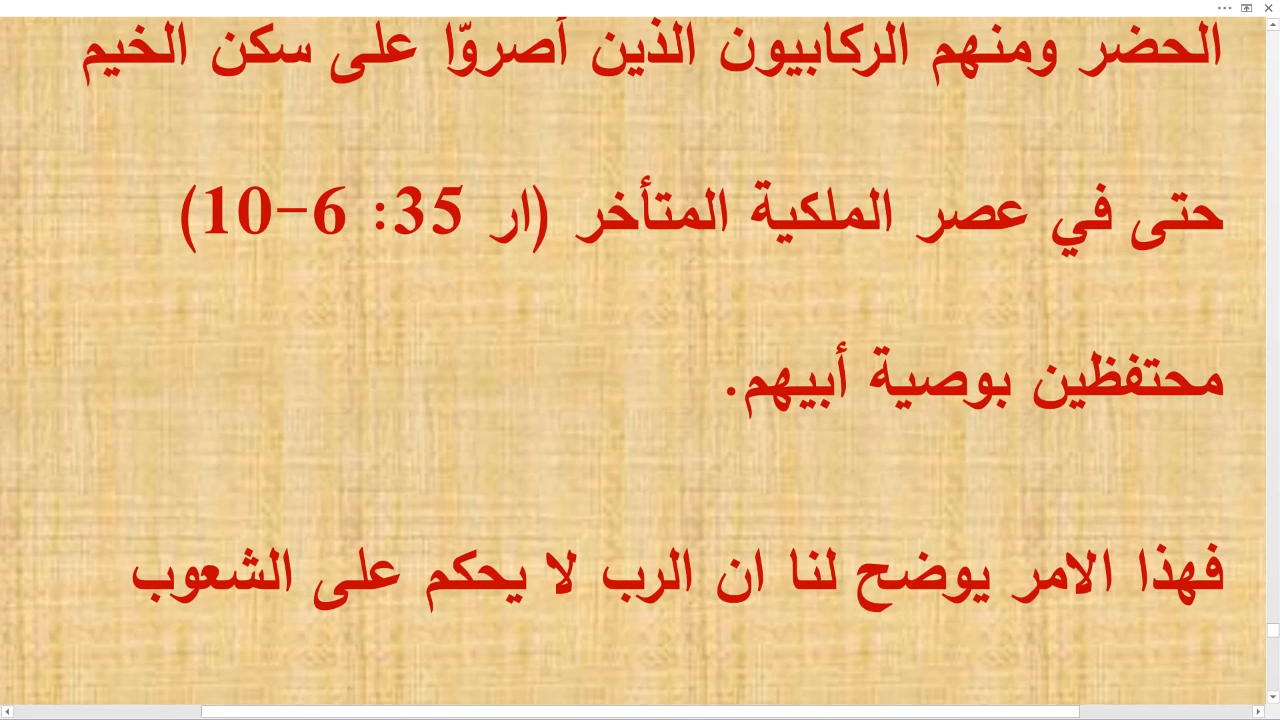 الحضر ومنهم الركابيون الذين أصروّا على سكن الخيم
حتى في عصر الملكية المتأخر (ار 35: 6-10)
محتفظين بوصية أبيهم.
فهذا الامر يوضح لنا ان الرب لا يحكم على الشعوب